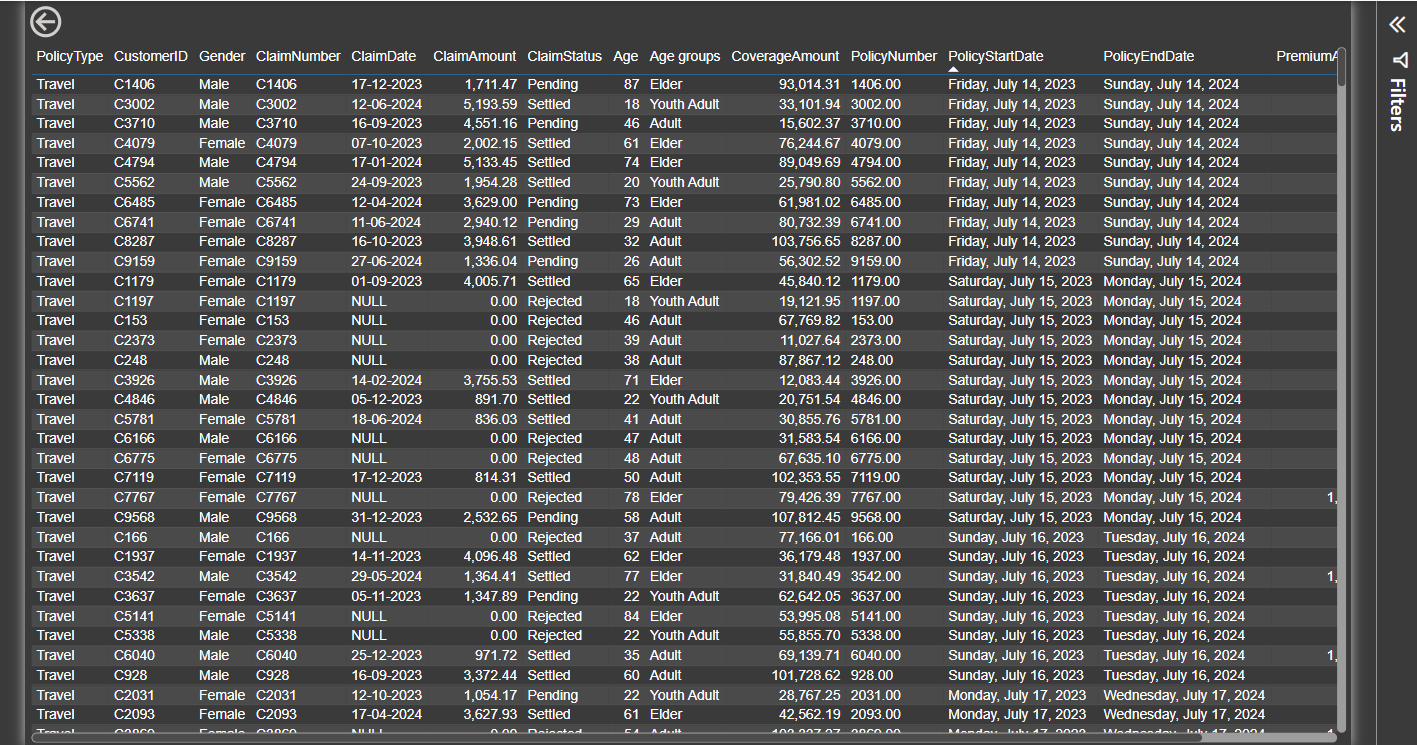 PolicyType CustomerID Gender ClaimNumber ClaimDate ClaimAmount ClaimStatus Age Age groups CoverageAmount PolicyNumber PolicyStartDate PolicyEndDate PremiumA
Travel C1406 Male C1406 17-12-2023 1,711.47 Pending 87 Elder 93,014.31 1406.00 Friday, July 14, 2023 Sunday, July 14, 2024
Travel C3002 Male C3002 12-06-2024 5,193.59 Settled 18 Youth Adult 33,101.94 3002.00 Friday, July 14, 2023 Sunday, July 14, 2024
Travel C3710 Male C3710 16-09-2023 4,551.16 Pending 46 Adult 15,602.37 3710.00 Friday, July 14, 2023 Sunday, July 14, 2024
Travel C4079 Female C4079 07-10-2023 2,002.15 Settled 61 Elder 76,244.67 4079.00 Friday, July 14, 2023 Sunday, July 14, 2024
Travel C4794 Male C4794 17-01-2024 5,133.45 Settled 74 Elder 89,049.69 4794.00 Friday, July 14, 2023 Sunday, July 14, 2024
Travel C5562 Male C5562 24-09-2023 1,954.28 Settled 20 Youth Adult 25,790.80 5562.00 Friday, July 14, 2023 Sunday, July 14, 2024
Travel C6485 Female C6485 12-04-2024 3,629.00 Pending 73 Elder 61,981.02 6485.00 Friday, July 14, 2023 Sunday, July 14, 2024
Travel C6741 Female C6741 11-06-2024 2,940.12 Pending 29 Adult 80,732.39 6741.00 Friday, July 14, 2023 Sunday, July 14, 2024
Travel C8287 Female C8287 16-10-2023 3,948.61 Settled 32 Adult 103,756.65 8287.00 Friday, July 14, 2023 Sunday, July 14, 2024
Travel C9159 Female C9159 27-06-2024 1,336.04 Pending 26 Adult 56,302.52 9159.00 Friday, July 14, 2023 Sunday, July 14, 2024
Travel C1179 Female C1179 01-09-2023 4,005.71 Settled 65 Elder 45,840.12 1179.00 Saturday, July 15, 2023 Monday, July 15, 2024
Travel C1197 Female C1197 NULL 0.00 Rejected 18 Youth Adult 19,121.95 1197.00 Saturday, July 15, 2023 Monday, July 15, 2024
Travel C153 Female C153 NULL 0.00 Rejected 46 Adult 67,769.82 153.00 Saturday, July 15, 2023 Monday, July 15, 2024
Travel C2373 Female C2373 NULL 0.00 Rejected 39 Adult 11,027.64 2373.00 Saturday, July 15, 2023 Monday, July 15, 2024
Travel C248 Male C248 NULL 0.00 Rejected 38 Adult 87,867.12 248.00 Saturday, July 15, 2023 Monday, July 15, 2024
Travel C3926 Male C3926 14-02-2024 3,755.53 Settled 71 Elder 12,083.44 3926.00 Saturday, July 15, 2023 Monday, July 15, 2024
Travel C4846 Male C4846 05-12-2023 891.70 Settled 22 Youth Adult 20,751.54 4846.00 Saturday, July 15, 2023 Monday, July 15, 2024
Travel C5781 Female C5781 18-06-2024 836.03 Settled 41 Adult 30,855.76 5781.00 Saturday, July 15, 2023 Monday, July 15, 2024
Travel C6166 Male C6166 NULL 0.00 Rejected 47 Adult 31,583.54 6166.00 Saturday, July 15, 2023 Monday, July 15, 2024
Travel C6775 Female C6775 NULL 0.00 Rejected 48 Adult 67,635.10 6775.00 Saturday, July 15, 2023 Monday, July 15, 2024
Travel C7119 Female C7119 17-12-2023 814.31 Settled 50 Adult 102,353.55 7119.00 Saturday, July 15, 2023 Monday, July 15, 2024
Travel C7767 Female C7767 NULL 0.00 Rejected 78 Elder 79,426.39 7767.00 Saturday, July 15, 2023 Monday, July 15, 2024 1,
Travel C9568 Male C9568 31-12-2023 2,532.65 Pending 58 Adult 107,812.45 9568.00 Saturday, July 15, 2023 Monday, July 15, 2024
Travel C166 Male C166 NULL 0.00 Rejected 37 Adult 77,166.01 166.00 Sunday, July 16, 2023 Tuesday, July 16, 2024
Travel C1937 Female C1937 14-11-2023 4,096.48 Settled 62 Elder 36,179.48 1937.00 Sunday, July 16, 2023 Tuesday, July 16, 2024
Travel C3542 Male C3542 29-05-2024 1,364.41 Settled 77 Elder 31,840.49 3542.00 Sunday, July 16, 2023 Tuesday, July 16, 2024 1,
Travel C3637 Female C3637 05-11-2023 1,347.89 Pending 22 Youth Adult 62,642.05 3637.00 Sunday, July 16, 2023 Tuesday, July 16, 2024
Travel C5141 Female C5141 NULL 0.00 Rejected 84 Elder 53,995.08 5141.00 Sunday, July 16, 2023 Tuesday, July 16, 2024
Travel C5338 Male C5338 NULL 0.00 Rejected 22 Youth Adult 55,855.70 5338.00 Sunday, July 16, 2023 Tuesday, July 16, 2024
Travel C6040 Male C6040 25-12-2023 971.72 Settled 35 Adult 69,139.71 6040.00 Sunday, July 16, 2023 Tuesday, July 16, 2024 1,
Travel C928 Male C928 16-09-2023 3,372.44 Settled 60 Adult 101,728.62 928.00 Sunday, July 16, 2023 Tuesday, July 16, 2024
Travel C2031 Female C2031 12-10-2023 1,054.17 Pending 22 Youth Adult 28,767.25 2031.00 Monday, July 17, 2023 Wednesday, July 17, 2024
Travel C2093 Female C2093 17-04-2024 3,627.93 Settled 61 Elder 42,562.19 2093.00 Monday, July 17, 2023 Wednesday, July 17, 2024
Filters